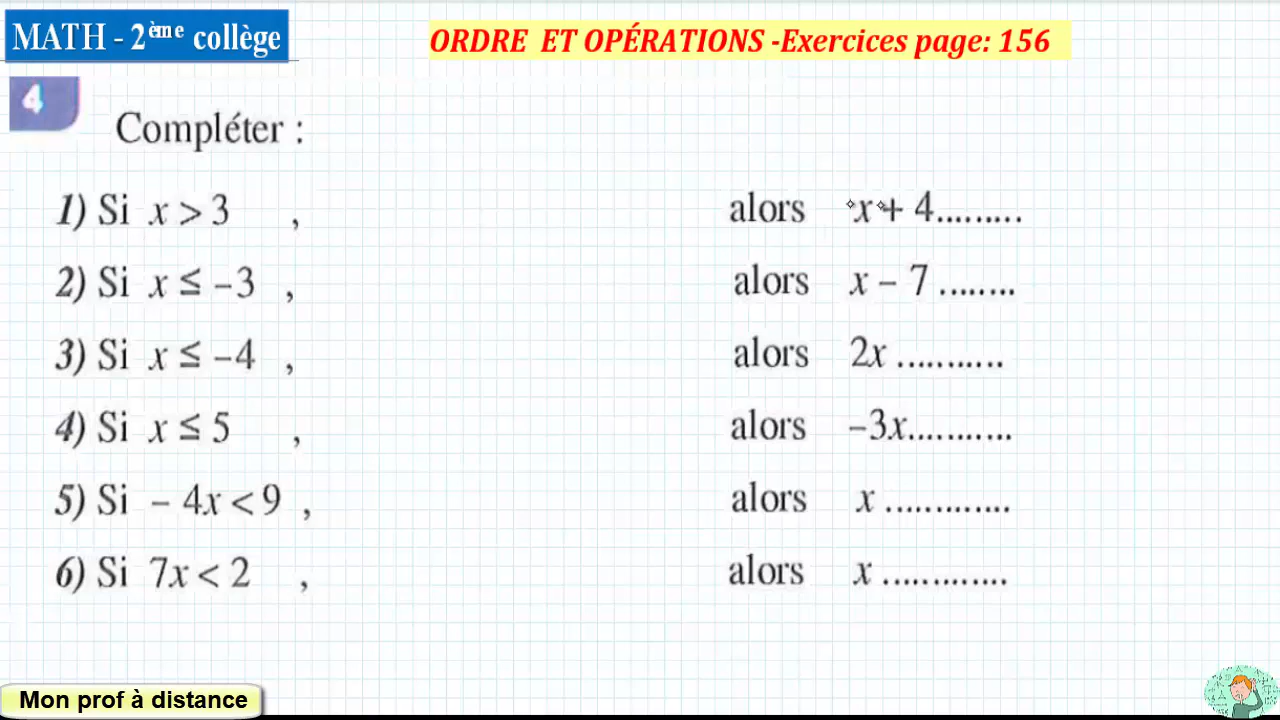 MATH - 2ème collège
ORDRE ET OPÉRATIONS -Exercices page: 156
4
Compléter :
1) Si x > 3 , alors x + 4.........
2) Si x ≤ −3 , alors x − 7 ........
3) Si x ≤ −4 , alors 2x ...........
4) Si x ≤ 5 , alors −3x...........
5) Si − 4x < 9 , alors x ..............
6) Si 7x < 2 , alors x ..............
Mon prof à distance